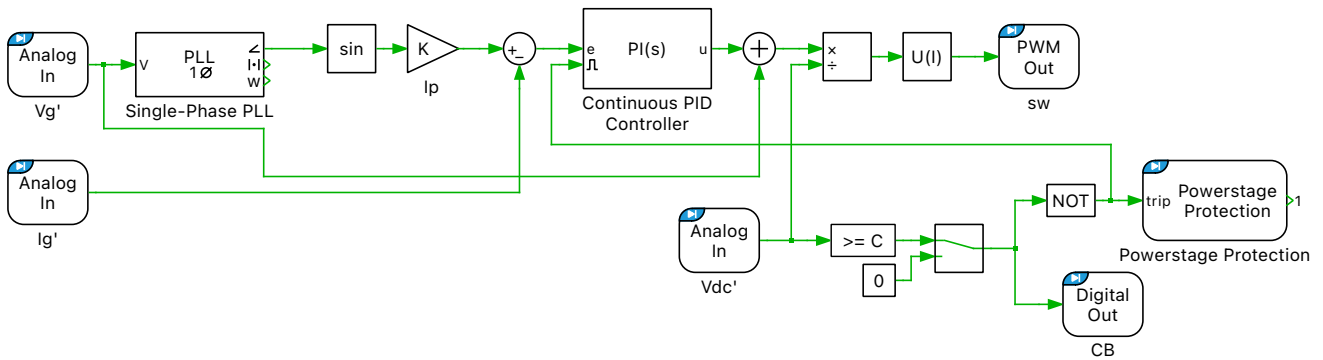 Analog
In
Vg'
V
PLL
1Ø
∠
|•|
w
Single-Phase PLL
sin
K
Ip
+
−
e
PI(s)
u
Continuous PID
Controller
+
×
÷
U(I)
PWM
Out
sw
Analog
In
Ig'
Analog
In
Vdc'
>= C
0
NOT
trip
Powerstage
Protection
1
Powerstage Protection
Digital
Out
CB